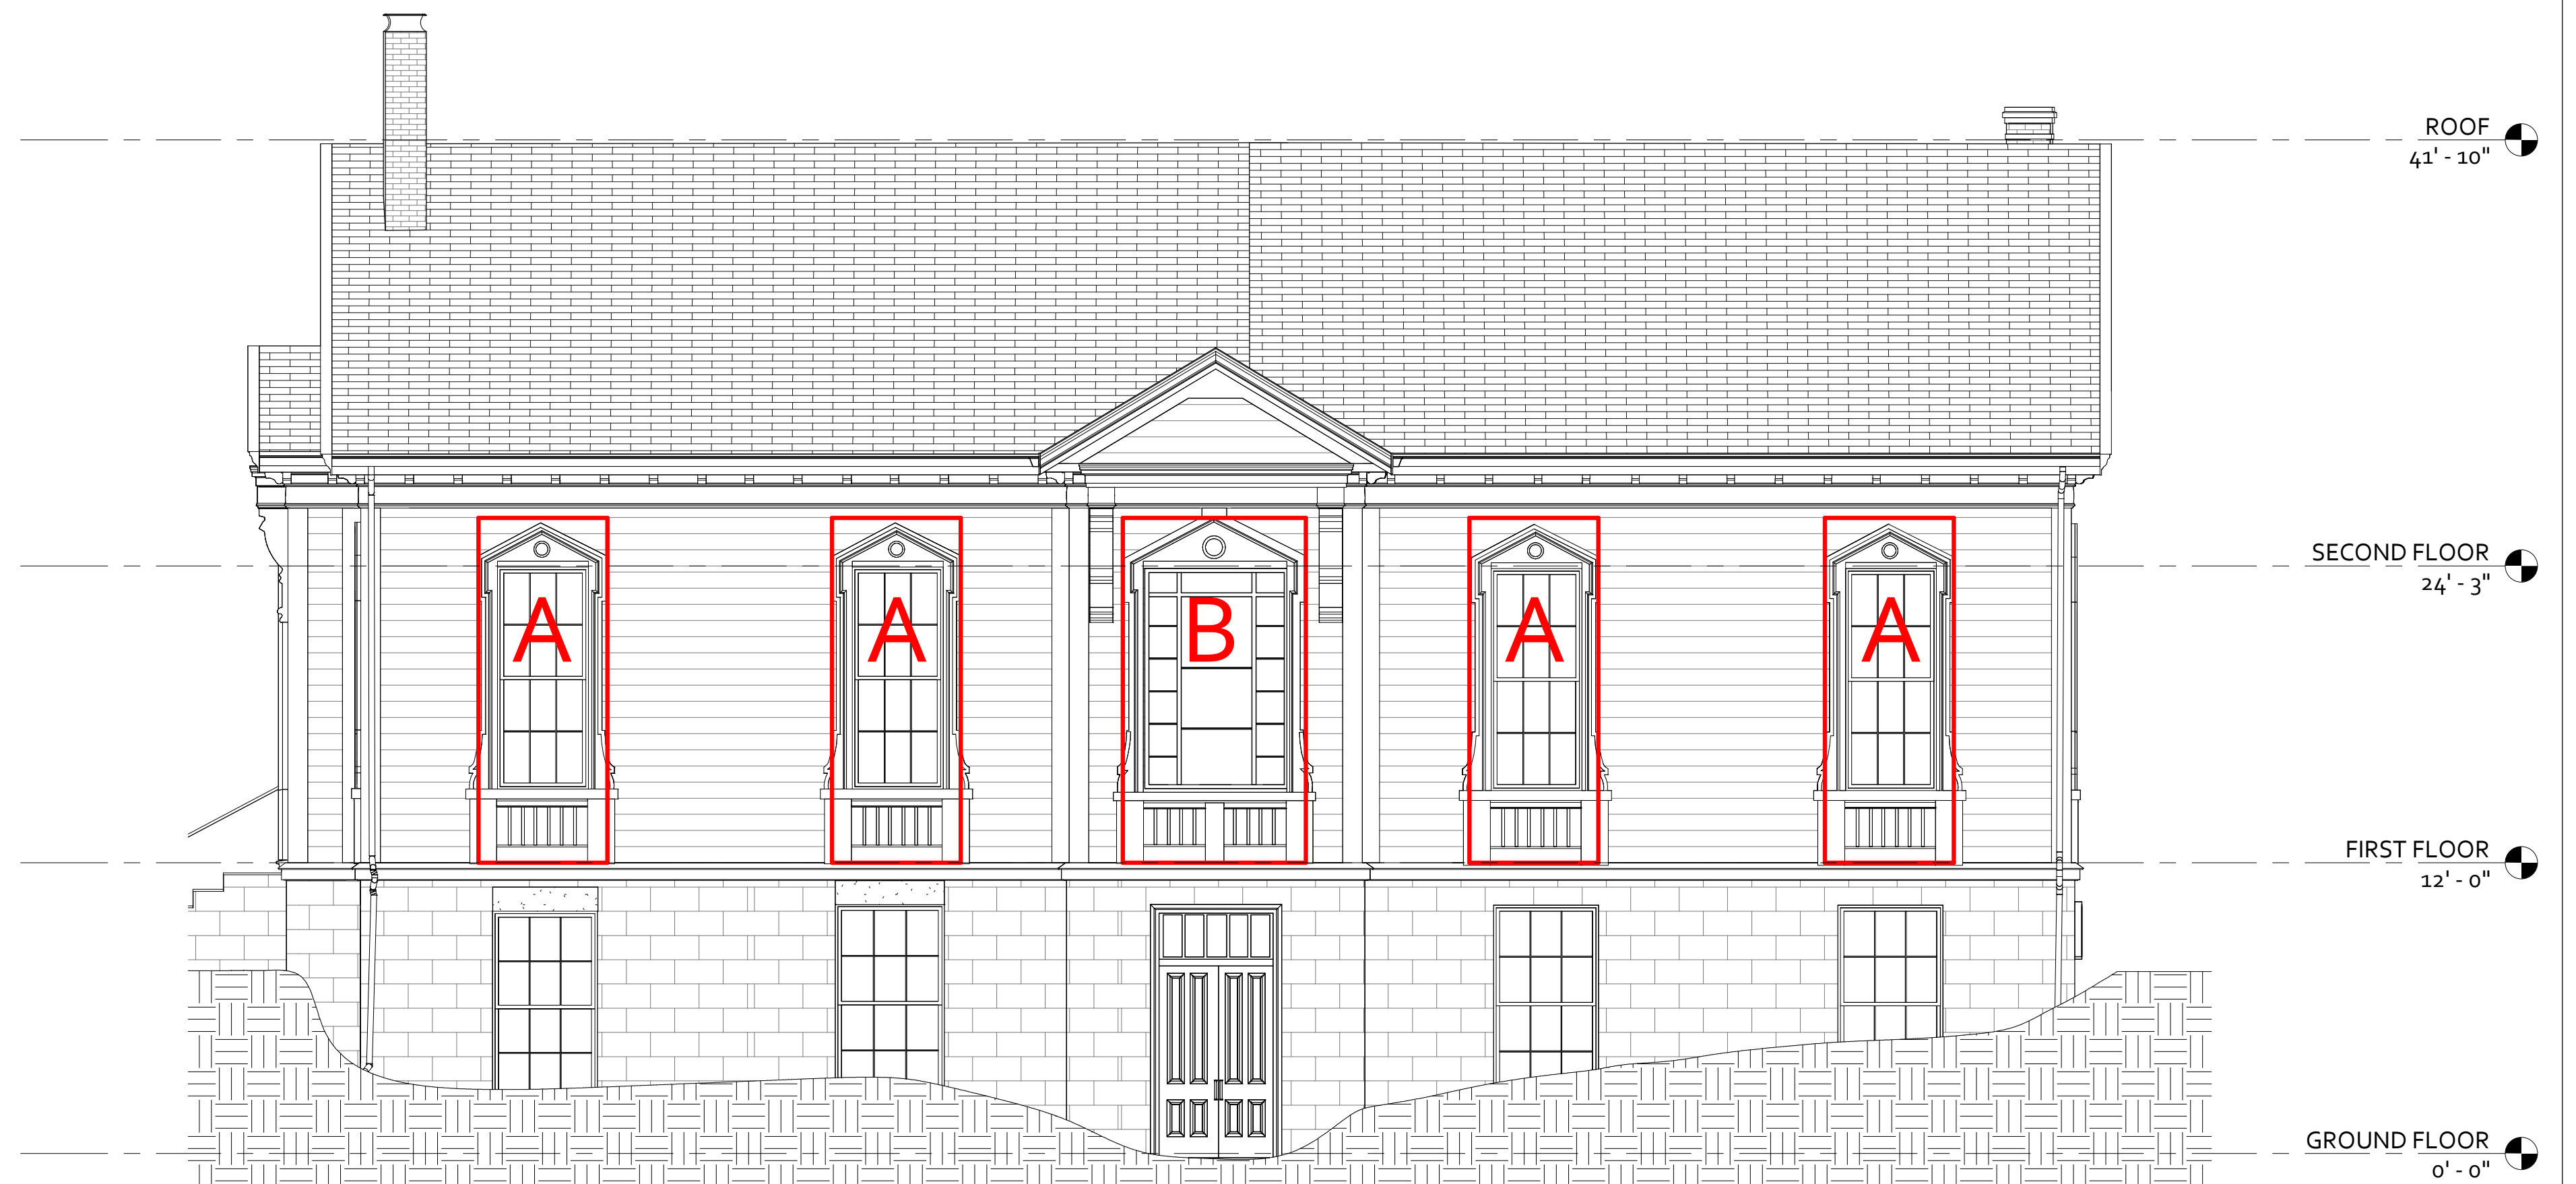 ROOF
41' - 10"
SECOND FLOOR
24' - 3"
A
A
B
A
A
FIRST FLOOR
12' - 0"
GROUND FLOOR
0' - 0"